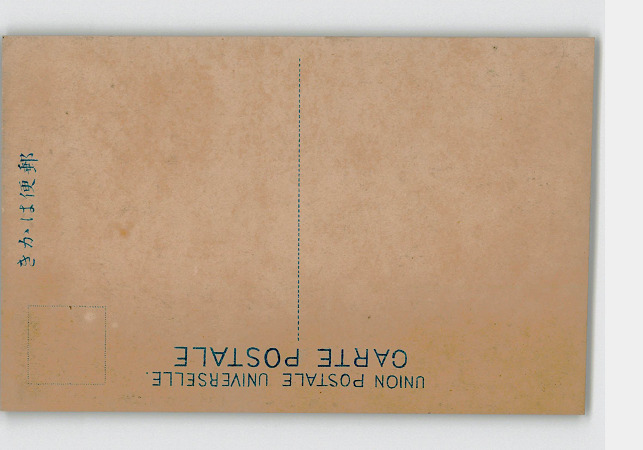 UNION POSTALE UNIVERSELLE.
CARTE POSTALE
郵便はかき